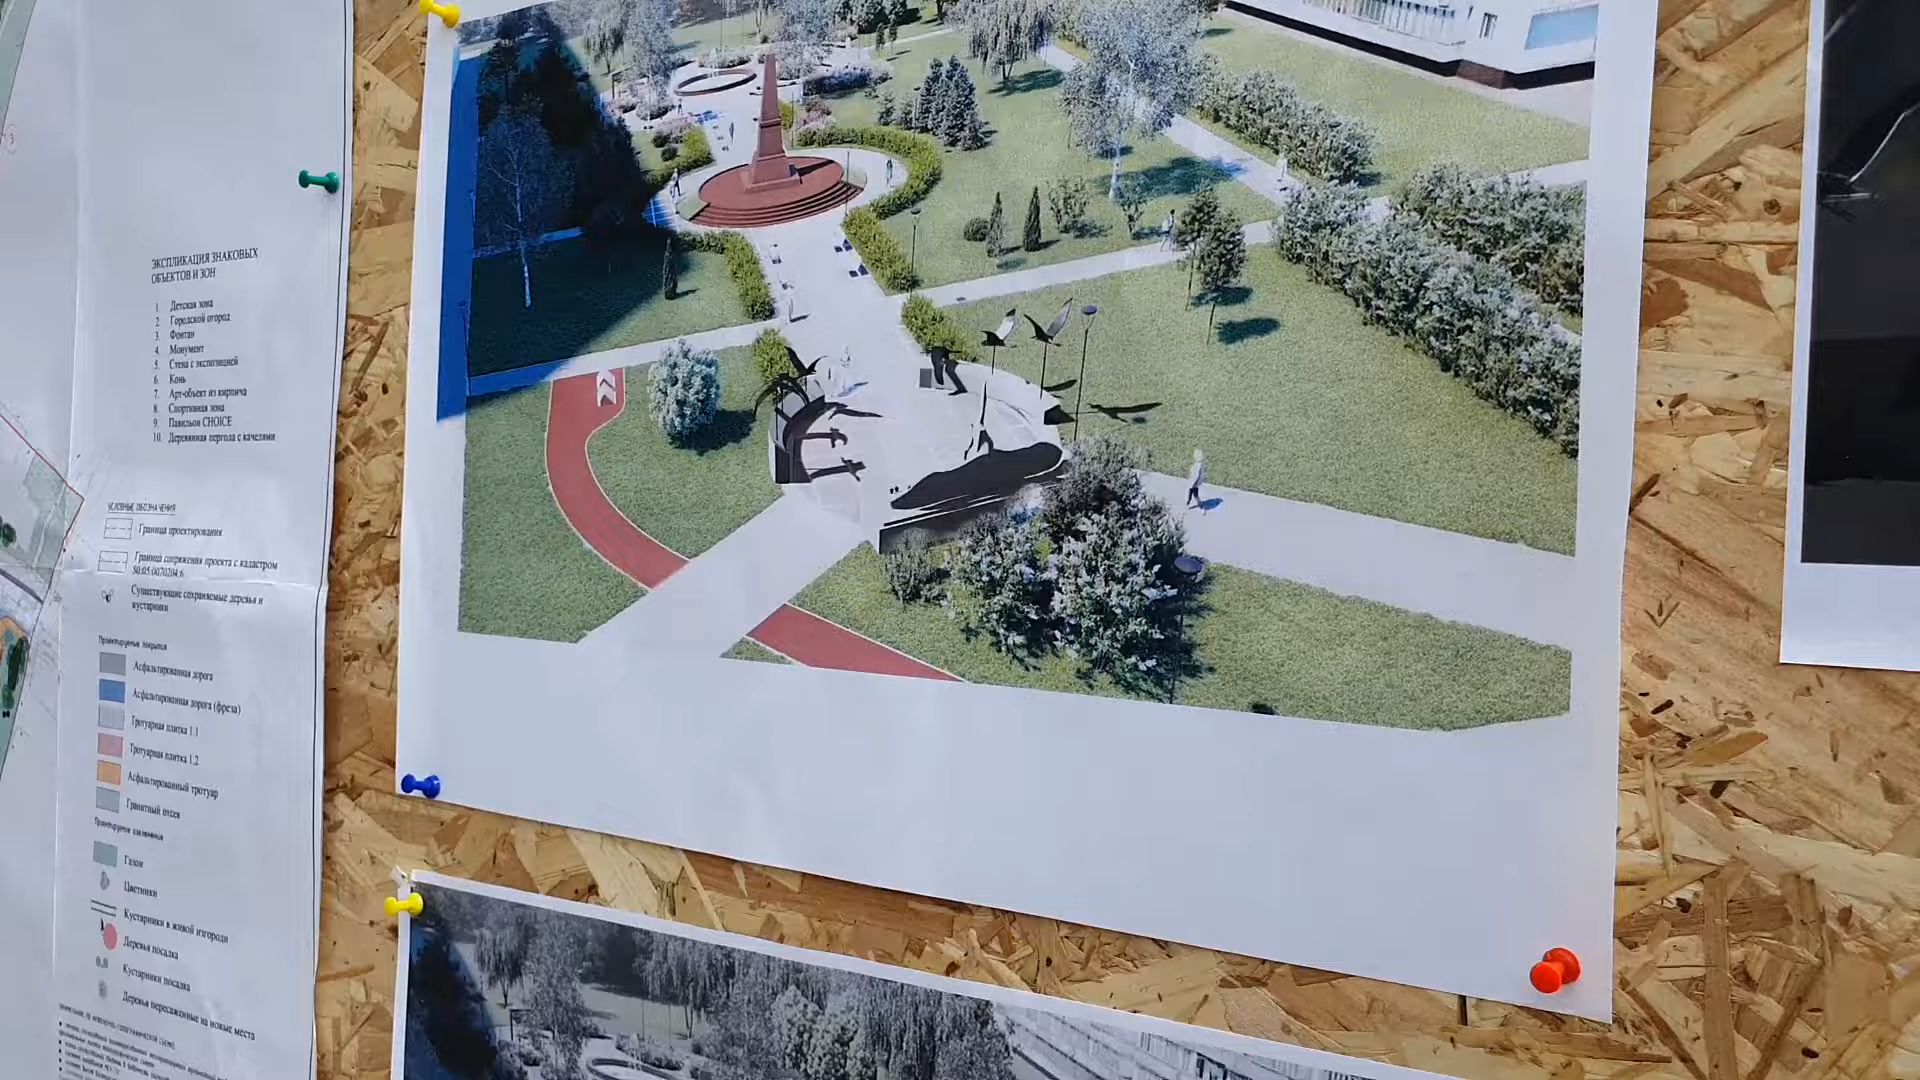 ЭКСПЛИКАЦИЯ ЗНАКОВЫХ
ОБЪЕКТОВ И ЗОН
1. Детская зона
2. Городской огород
3. Фонтан
4. Монумент
5. Стена с экспозицией
6. Конь
7. Арт-объект из кирпича
8. Спортивная зона
9. Павильон CHOICE
10. Деревянная пергола с качелями
УСЛОВНЫЕ ОБОЗНАЧЕНИЯ
Граница проектирования
Граница сопряжения проекта с кадастром
50:05:0070204:6
Существующие сохраняемые деревья и
кустарники
Проектируемые покрытия
Асфальтированная дорога
Асфальтированная дорога (фреза)
Тротуарная плитка 1.1
Тротуарная плитка 1.2
Асфальтированный тротуар
Гранитный отсев
Проектируемое озеленение
Газон
Цветники
Кустарники в живой изгороди
Деревья посадка
Кустарники посадка
Деревья пересаженные на новые места